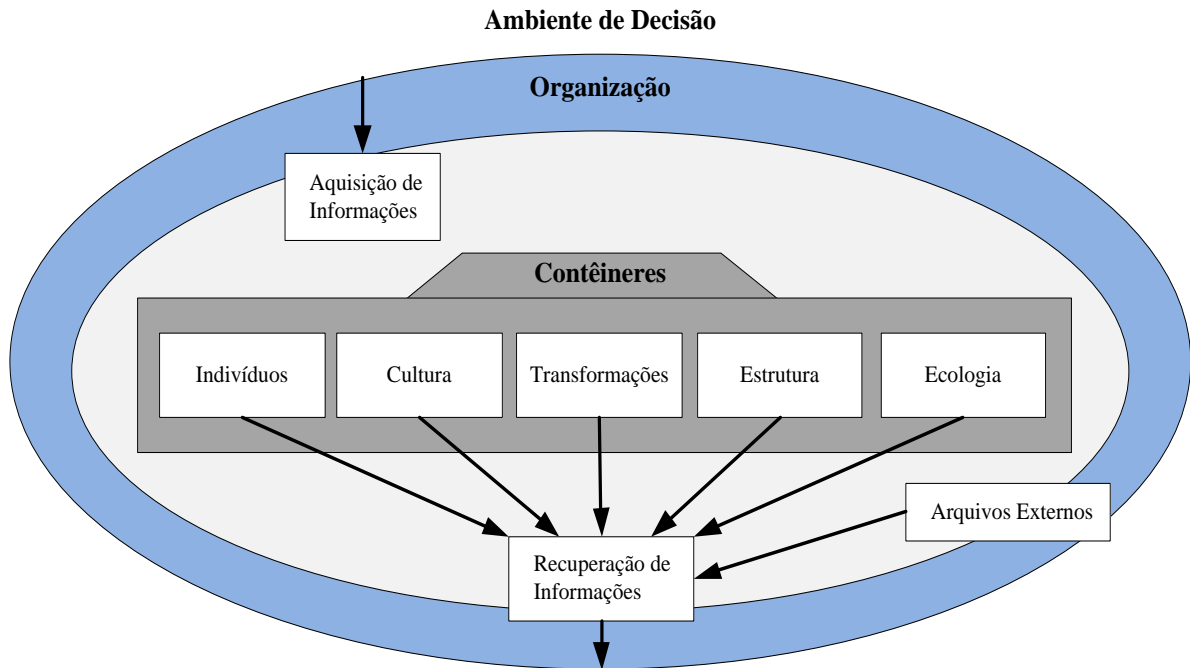 Ambiente de Decisão
Organização
Aquisição de
Informações
Contêineres
Indivíduos
Cultura
Transformações
Estrutura
Ecologia
Arquivos Externos
Recuperação de
Informações